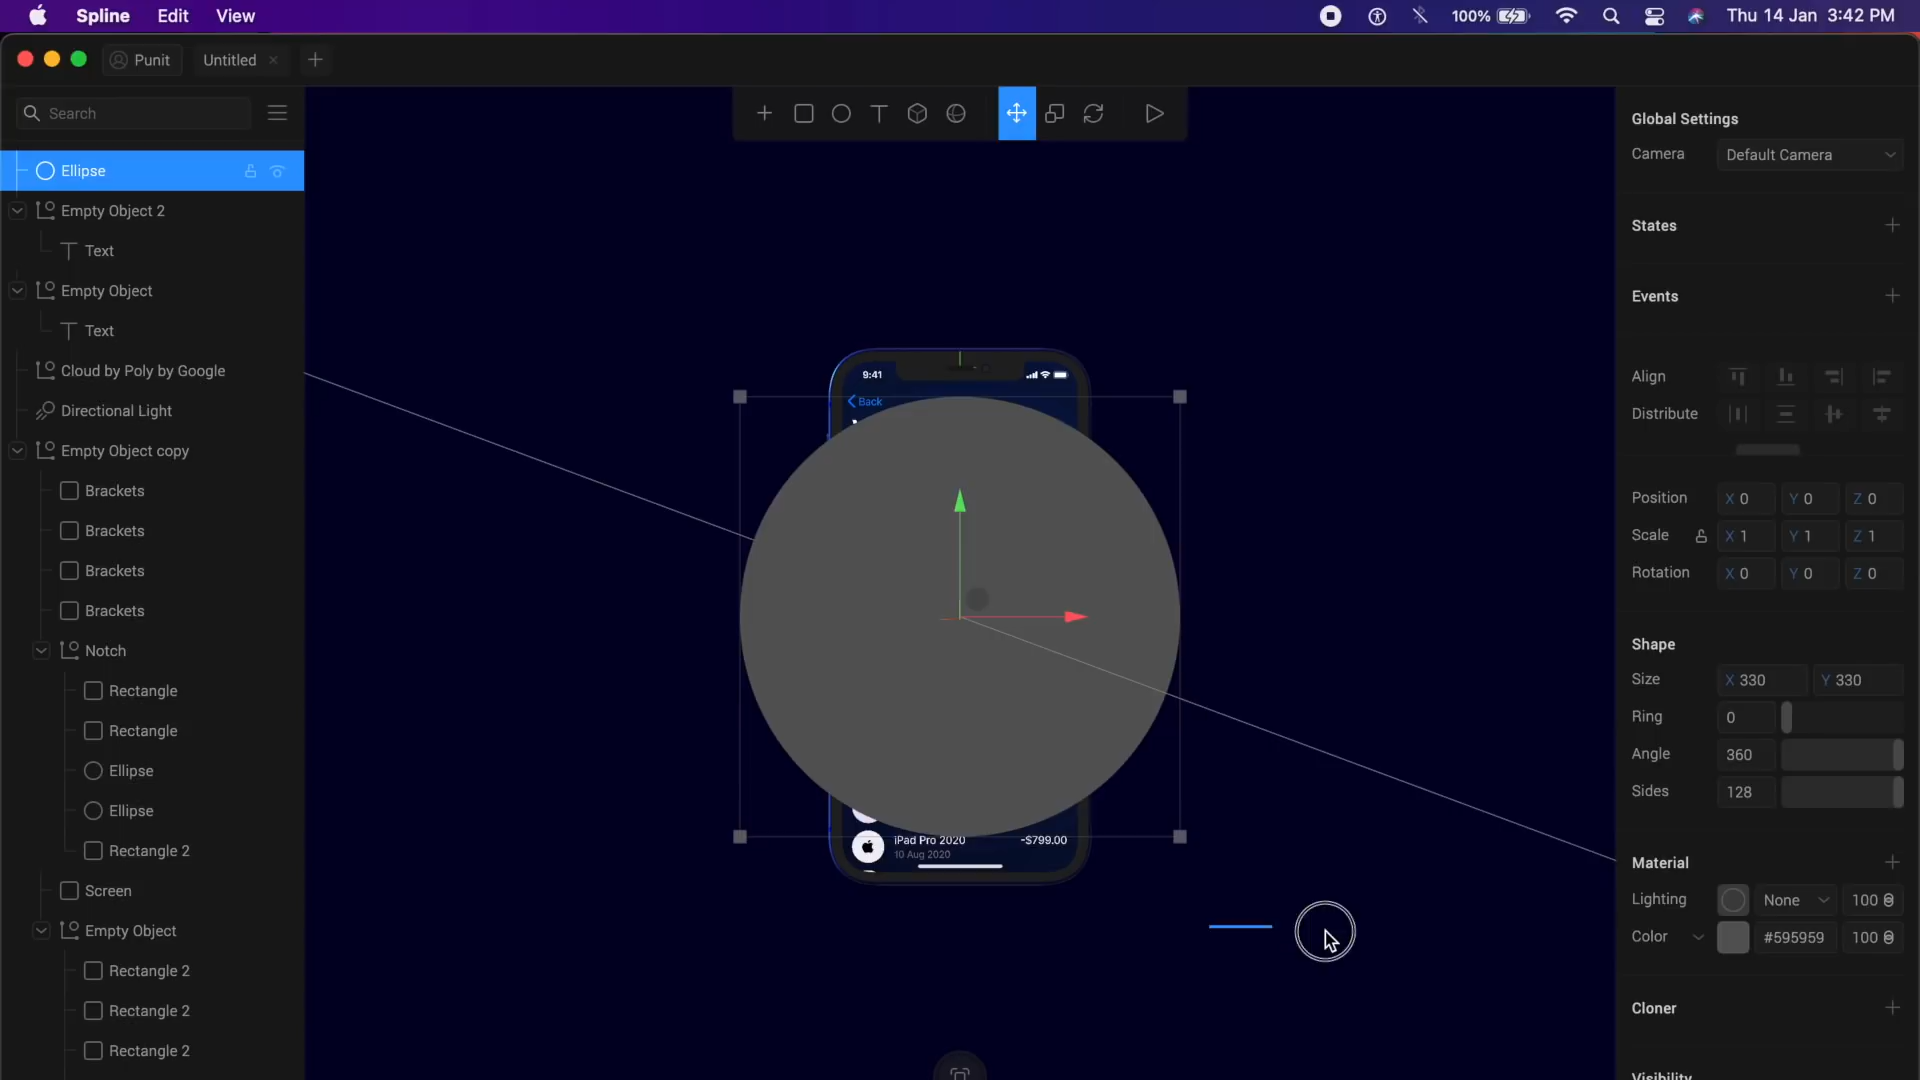 Spline Edit View
100% Thu 14 Jan 3:42 PM
Punit Untitled
Search
Ellipse
Empty Object 2
Text
Empty Object
Text
Cloud by Poly by Google
Directional Light
Empty Object copy
Brackets
Brackets
Brackets
Brackets
Notch
Rectangle
Rectangle
Ellipse
Ellipse
Rectangle 2
Screen
Empty Object
Rectangle 2
Rectangle 2
Rectangle 2
9:41
Back
iPad Pro 2020 -$799.00
10 Aug 2020
Global Settings
Camera Default Camera
States
Events
Align
Distribute
Position X 0 Y 0 Z 0
Scale X 1 Y 1 Z 1
Rotation X 0 Y 0 Z 0
Shape
Size X 330 Y 330
Ring 0
Angle 360
Sides 128
Material
Lighting None 100
Color #595959 100
Cloner
Visibility